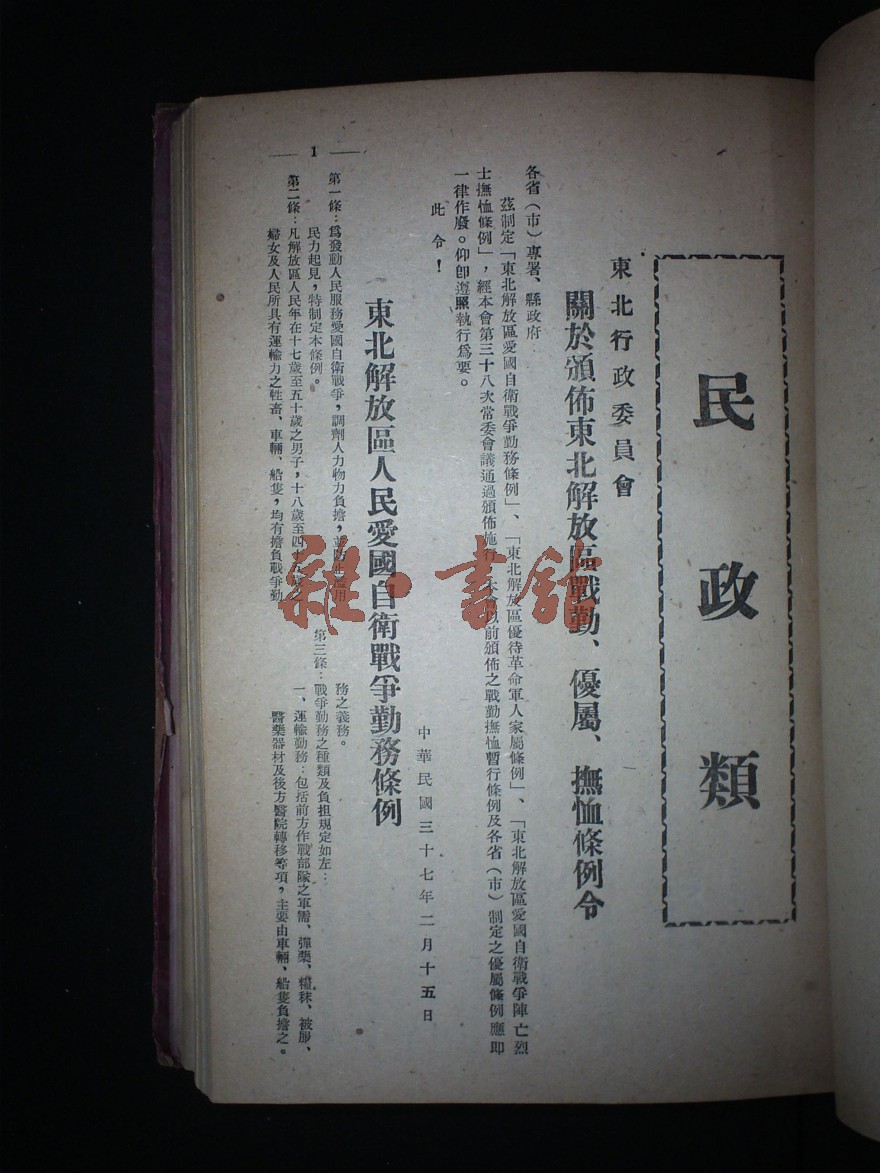 民政類
東北行政委員會
關於頒佈東北解放區戰勤、優屬、撫恤條例令
各省(市)專署、縣政府:
茲制定「東北解放區愛國自衛戰爭勤務條例」、「東北解放區優待革命軍人家屬條例」、「東北解放區愛國自衛戰爭陣亡烈
士撫恤條例」,經本會第三十八次常委會議通過頒佈施行,本會以前頒佈之戰勤撫恤暫行條例及各省(市)制定之優屬條例應即
一律作廢。仰即遵照執行爲要。
此令!
中華民國三十七年二月十五日
東北解放區人民愛國自衛戰爭勤務條例
第一條:爲發動人民服務愛國自衛戰爭,調劑人力物力負擔,並防止濫用
民力起見,特制定本條例。
第二條:凡解放區人民年在十七歲至五十歲之男子,十八歲至四十五歲之
婦女及人民所具有運輸力之牲畜、車輛、船隻,均有擔負戰爭勤
務之義務。
第三條:戰爭勤務之種類及負担規定如左:
一、運輸勤務:包括前方作戰部隊之軍需、彈藥、糧秣、被服、
醫藥器材及後方醫院轉移等項,主要由車輛、船隻負擔之。
1
雜·書館